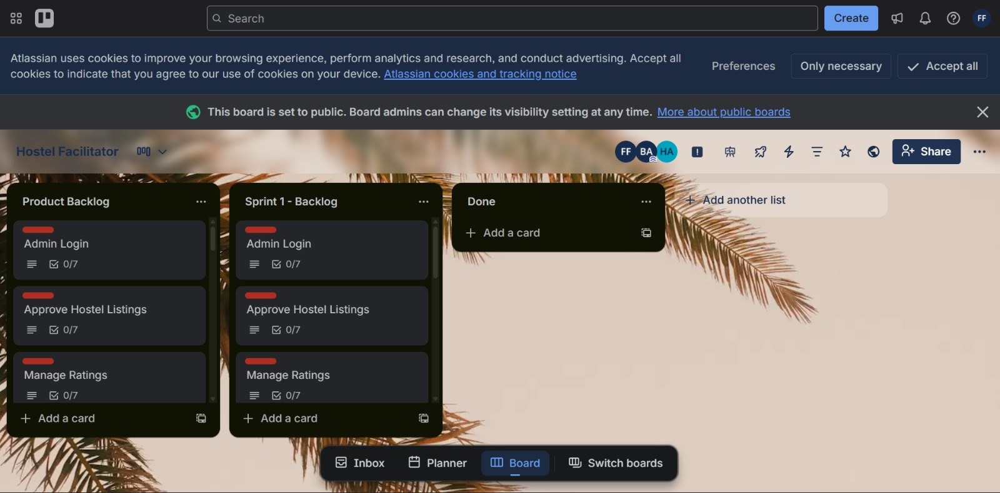 Search
Create
FF
Atlassian uses cookies to improve your browsing experience, perform analytics and research, and conduct advertising. Accept all
cookies to indicate that you agree to our use of cookies on your device. Atlassian cookies and tracking notice
Preferences
Only necessary
Accept all
This board is set to public. Board admins can change its visibility setting at any time. More about public boards
Hostel Facilitator
FF
BA
HA
Share
Product Backlog
Admin Login
0/7
Approve Hostel Listings
0/7
Manage Ratings
0/7
Add a card
Sprint 1 - Backlog
Admin Login
0/7
Approve Hostel Listings
0/7
Manage Ratings
0/7
Add a card
Done
Add a card
Add another list
Inbox
Planner
Board
Switch boards